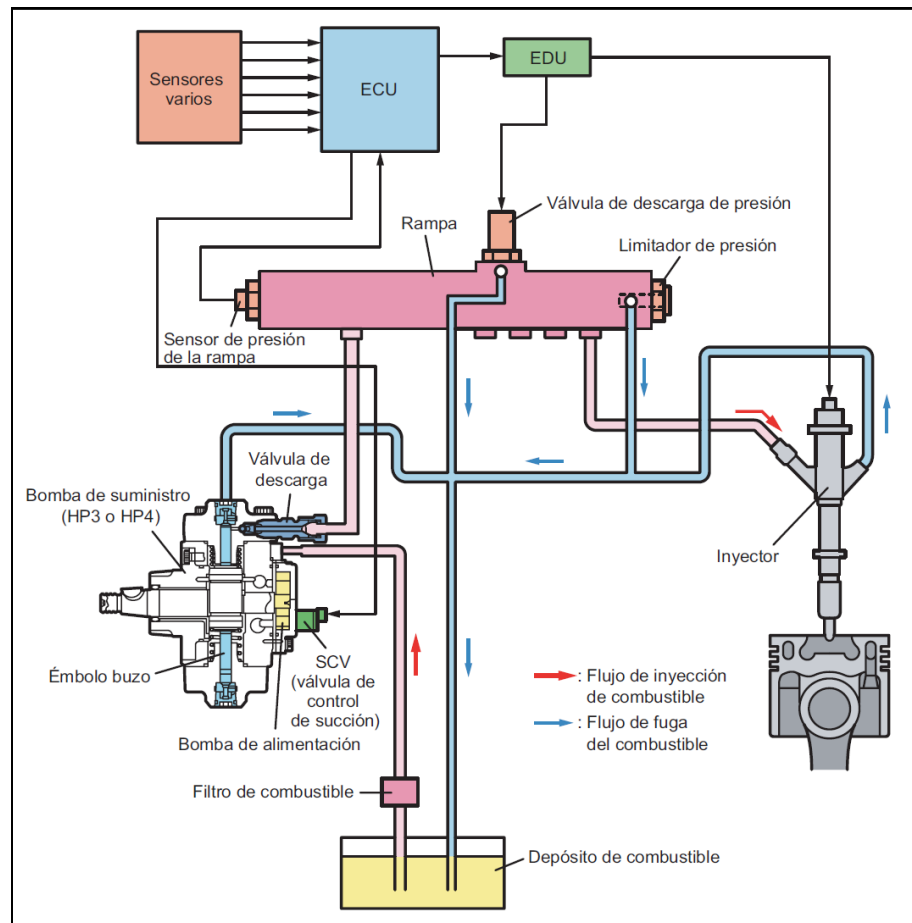 Sensores
varios
ECU
EDU
Válvula de descarga de presión
Rampa
Limitador de presión
Sensor de presión
de la rampa
Válvula de
descarga
Bomba de suministro
(HP3 o HP4)
Inyector
SCV
(válvula de
control
de succión)
Émbolo buzo
Bomba de alimentación
: Flujo de inyección
de combustible
: Flujo de fuga
del combustible
Filtro de combustible
Depósito de combustible